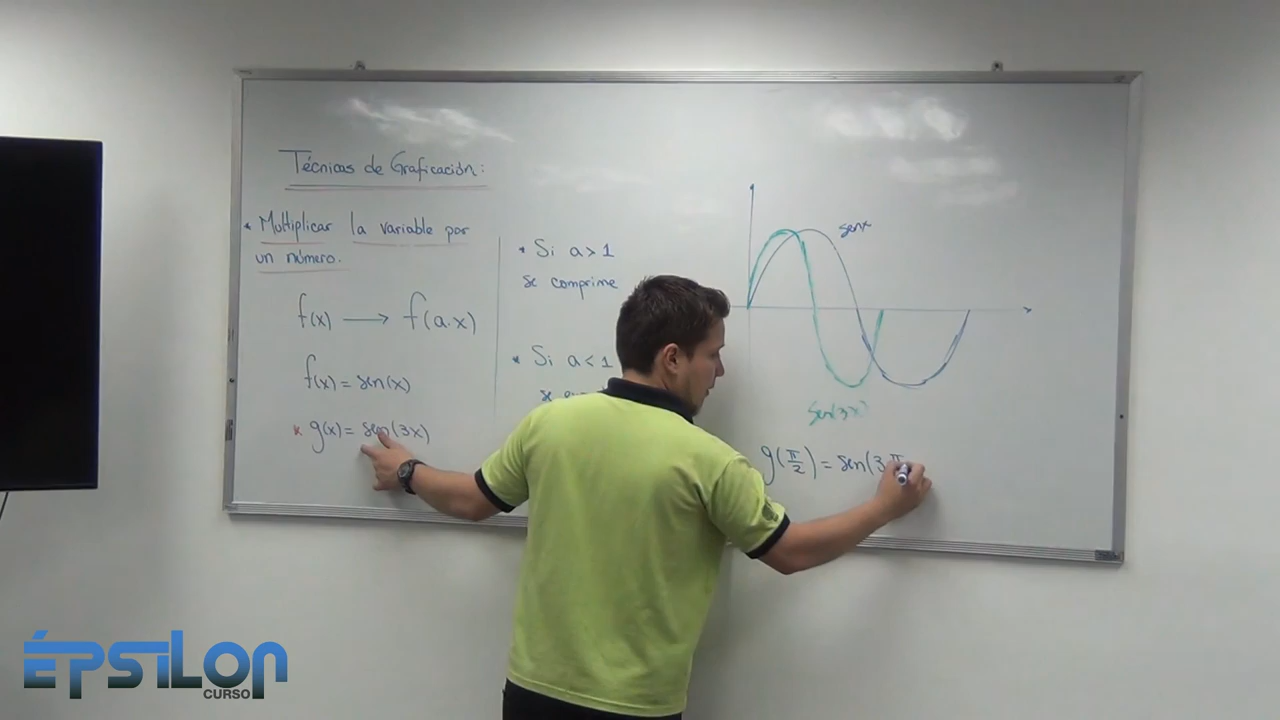 Técnicas de Graficación:
* Multiplicar la variable por
un número.
f(x) ⟶ f(a.x)
f(x) = sen(x)
* g(x) = sen(3x)
* Si a > 1
se comprime
* Si a < 1
se
senx
sen(3x)
g(π/2) = sen(3 π
ÉPSILON
CURSO